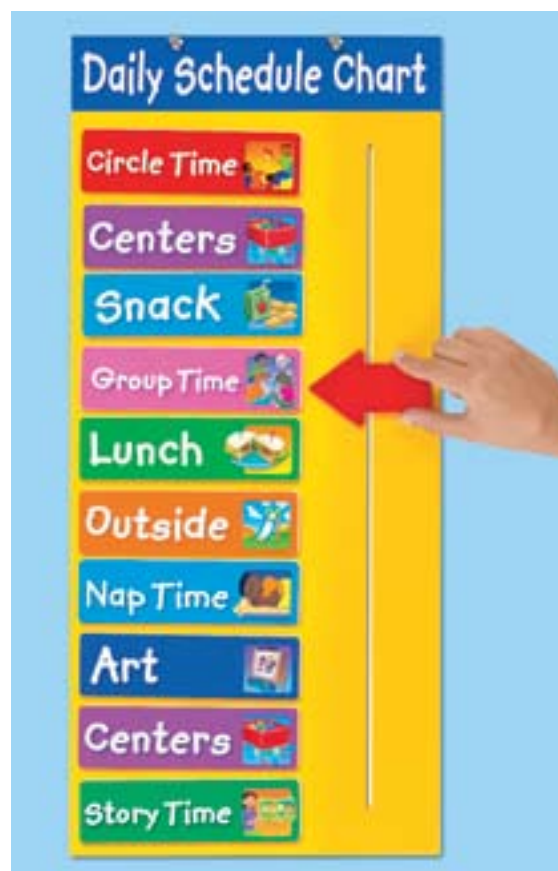 Daily Schedule Chart
Circle Time
Centers
Snack
Group Time
Lunch
Outside
Nap Time
Art
Centers
Story Time